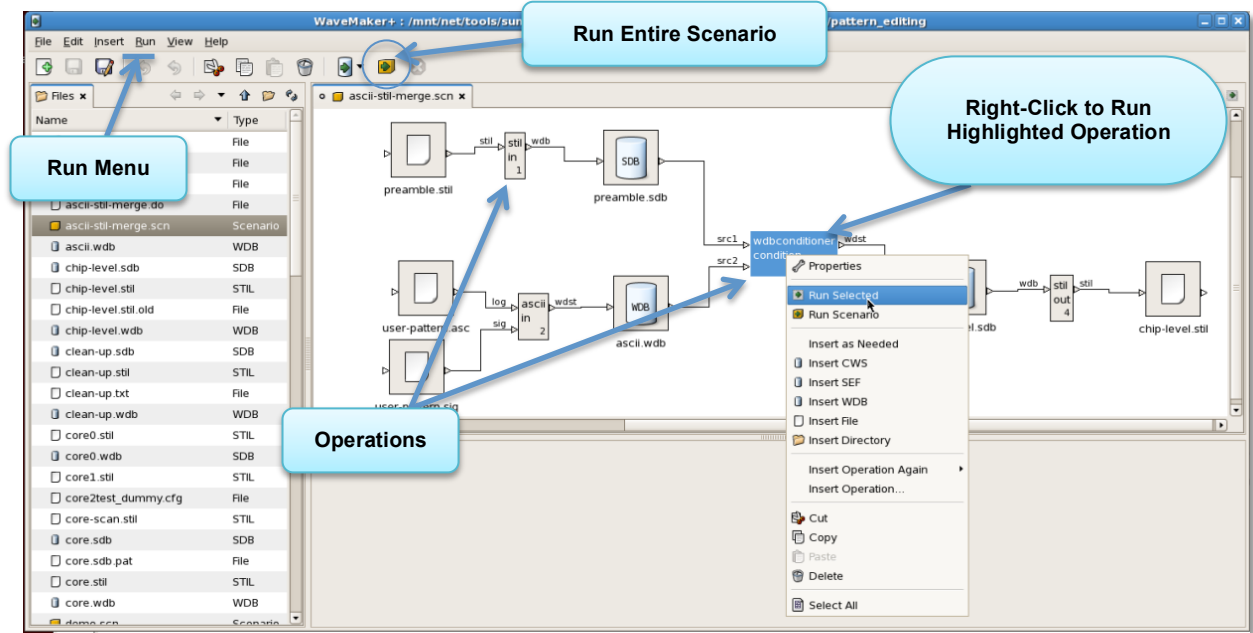 WaveMaker+ : /mnt/net/tools/sun
/pattern_editing
Run Entire Scenario
File Edit Insert Run View Help
Files
ascii-stil-merge.scn
Name Type
File
File
File
ascii-stil-merge.do File
ascii-stil-merge.scn Scenario
ascii.wdb WDB
chip-level.sdb SDB
chip-level.stil STIL
chip-level.stil.old File
chip-level.wdb WDB
clean-up.sdb SDB
clean-up.stil STIL
clean-up.txt File
clean-up.wdb WDB
core0.stil STIL
core0.wdb SDB
core1.stil STIL
core2test_dummy.cfg File
core-scan.stil STIL
core.sdb SDB
core.sdb.pat File
core.stil STIL
core.wdb WDB
demo.scn Scenario
Run Menu
Right-Click to Run
Highlighted Operation
preamble.stil
stil
stil
in
1
wdb
SDB
preamble.sdb
src1
src2
wdbconditioner
condition
wdst
user-pattern.asc
log
sig
ascii
in
2
wdst
WDB
ascii.wdb
user-pattern.sig
el.sdb
wdb
stil
out
4
stil
chip-level.stil
Operations
Properties
Run Selected
Run Scenario
Insert as Needed
Insert CWS
Insert SEF
Insert WDB
Insert File
Insert Directory
Insert Operation Again
Insert Operation...
Cut
Copy
Paste
Delete
Select All